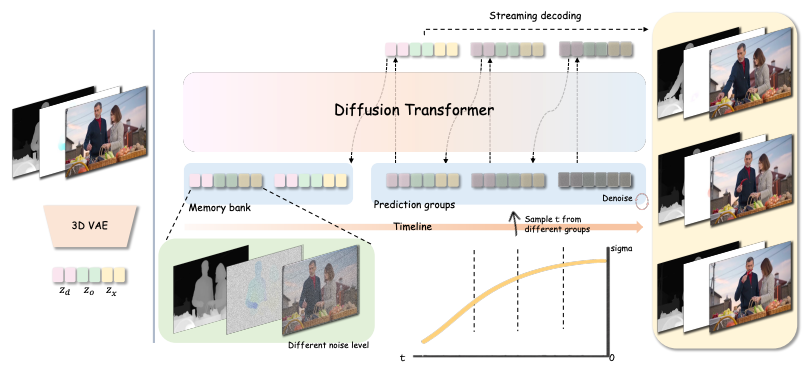 Streaming decoding
Diffusion Transformer
Memory bank
Prediction groups
Denoise
3D VAE
Timeline
Sample t from
different groups
z_d z_o z_x
sigma
Different noise level
t
0